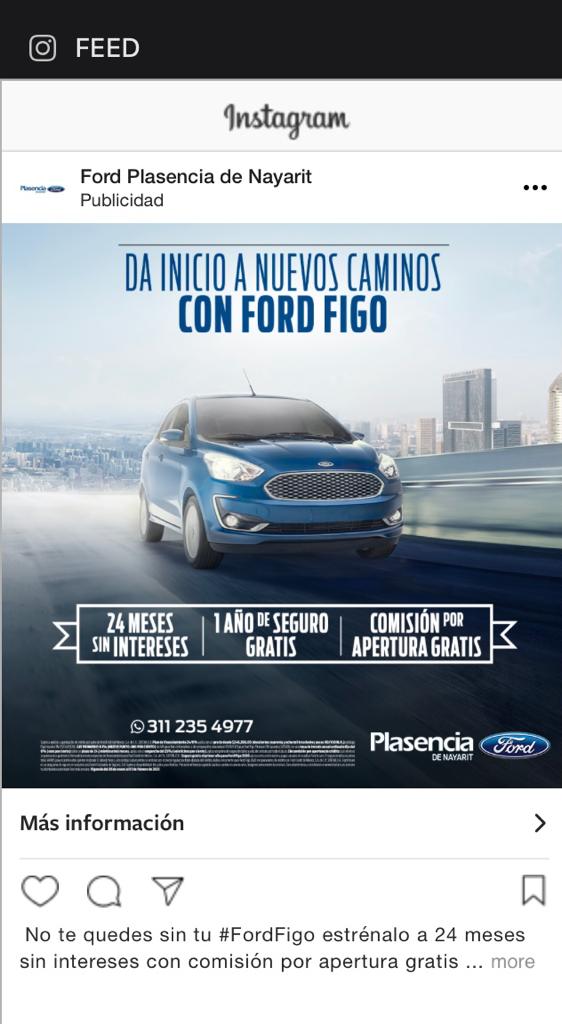 FEED
Instagram
Ford Plasencia de Nayarit
Publicidad
Plasencia Ford
DA INICIO A NUEVOS CAMINOS
CON FORD FIGO
24 MESES
SIN INTERESES
1 AÑO DE SEGURO
GRATIS
COMISIÓN POR
APERTURA GRATIS
311 235 4977
Plasencia
DE NAYARIT
Ford
Más información
No te quedes sin tu #FordFigo estrénalo a 24 meses
sin intereses con comisión por apertura gratis ... more